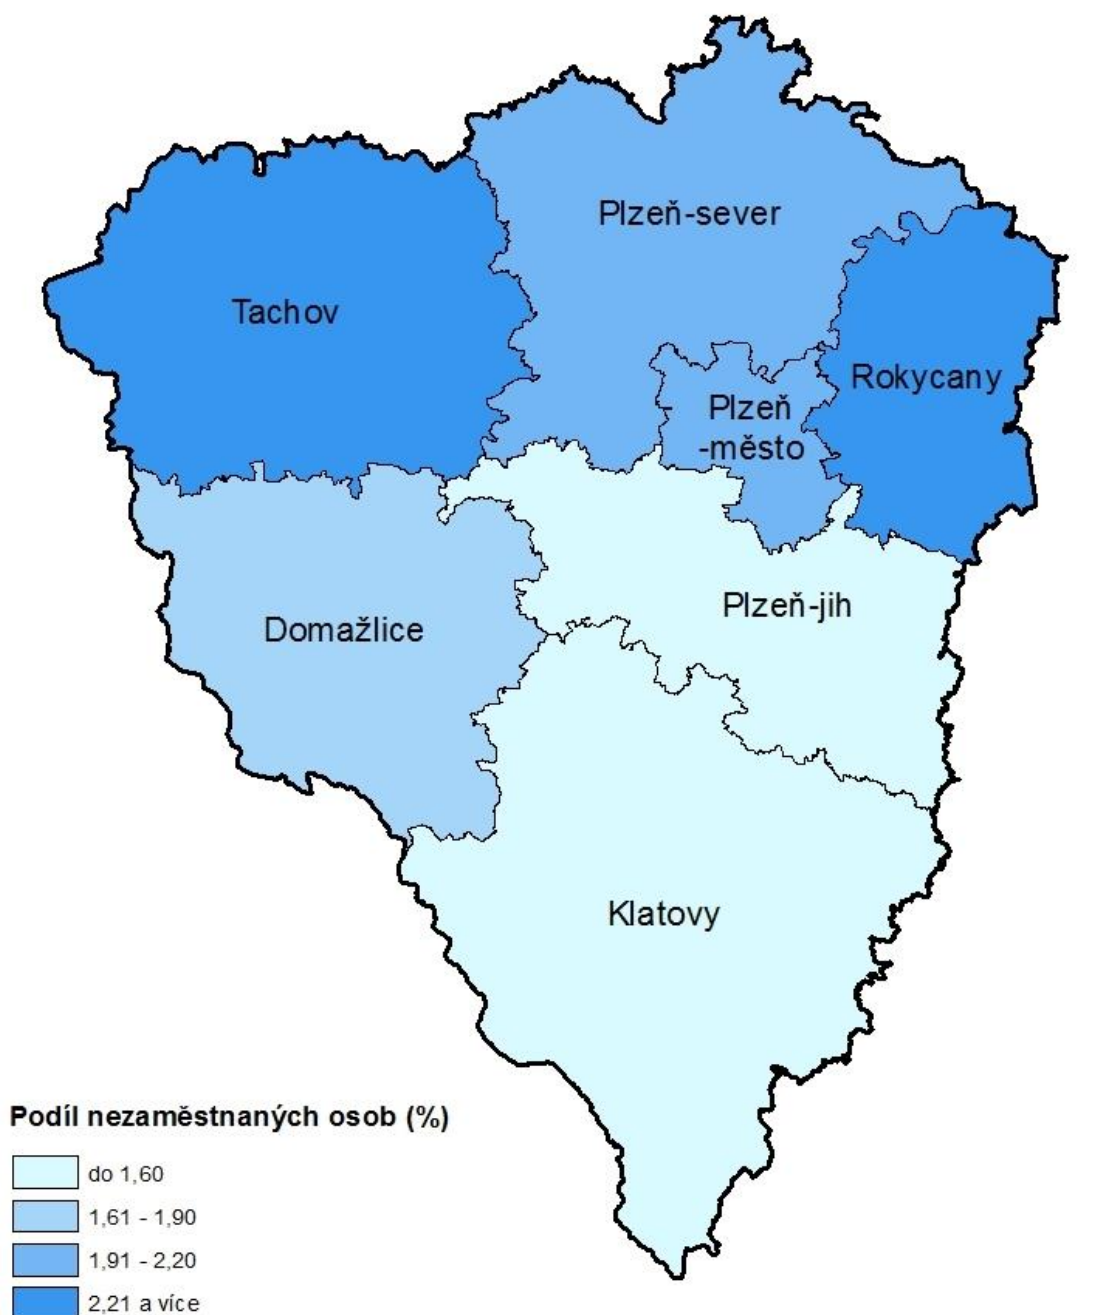 Plzeň-sever
Tachov
Rokycany
Plzeň
-město
Plzeň-jih
Domažlice
Klatovy
Podíl nezaměstnaných osob (%)
do 1,60
1,61 - 1,90
1,91 - 2,20
2,21 a více